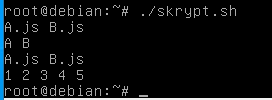 root@debian:~# ./skrypt.sh
A.js B.js
A B
A.js B.js
1 2 3 4 5
root@debian:~# _